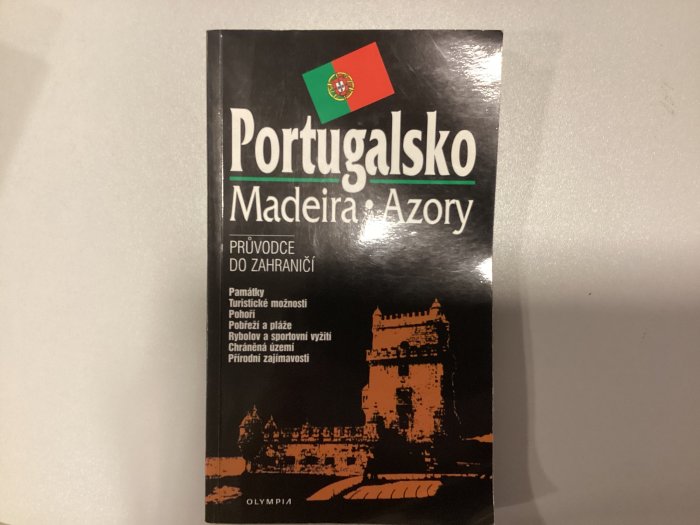 Portugalsko
Madeira • Azory
PRŮVODCE
DO ZAHRANIČÍ
Památky
Turistické možnosti
Pohoří
Pobřeží a pláže
Rybolov a sportovní vyžití
Chráněná území
Přírodní zajímavosti
OLYMPIA